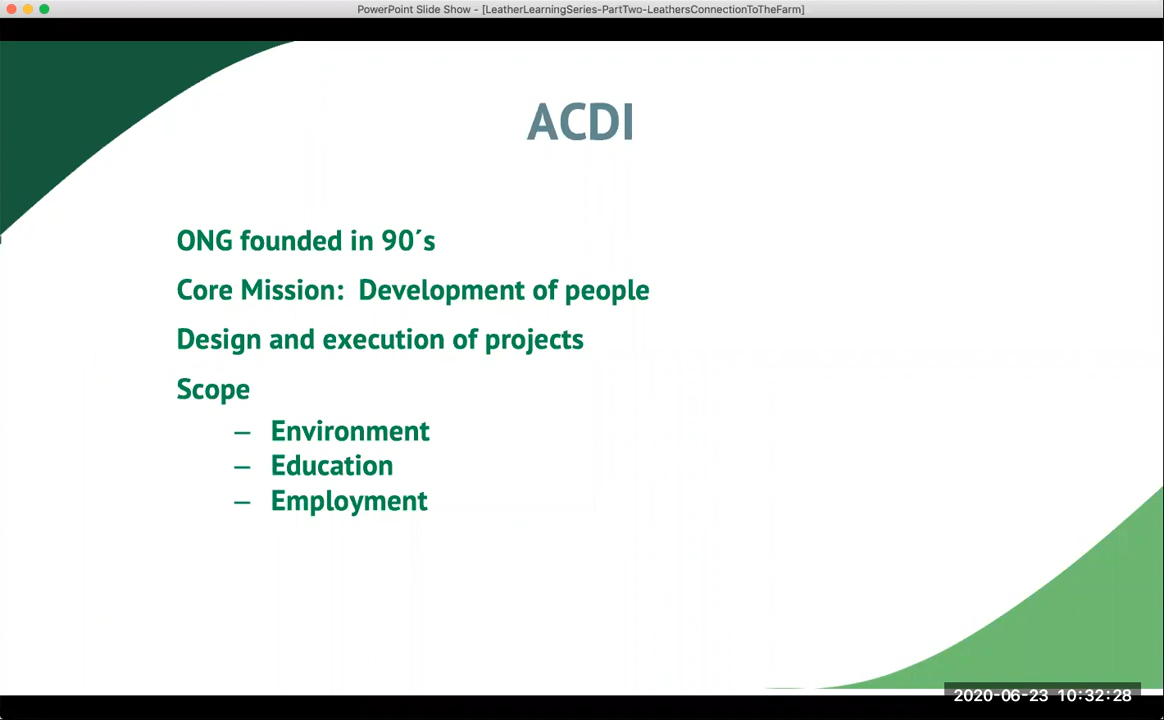 PowerPoint Slide Show - [LeatherLearningSeries-PartTwo-LeathersConnectionToTheFarm]
ACDI
ONG founded in 90´s
Core Mission:  Development of people
Design and execution of projects
Scope
– Environment
– Education
– Employment
2020-06-23 10:32:28